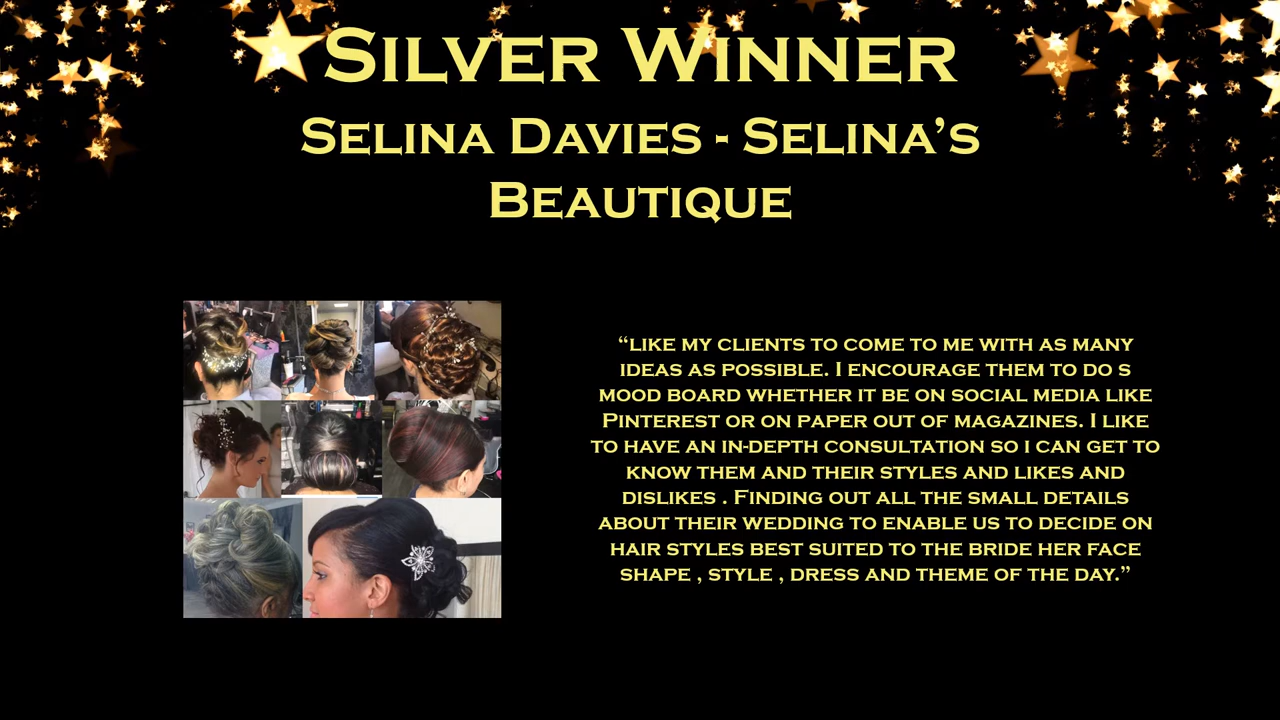 Silver Winner
Selina Davies - Selina’s
Beautique
“like my clients to come to me with as many
ideas as possible. I encourage them to do s
mood board whether it be on social media like
Pinterest or on paper out of magazines. I like
to have an in-depth consultation so i can get to
know them and their styles and likes and
dislikes . Finding out all the small details
about their wedding to enable us to decide on
hair styles best suited to the bride her face
shape , style , dress and theme of the day.”